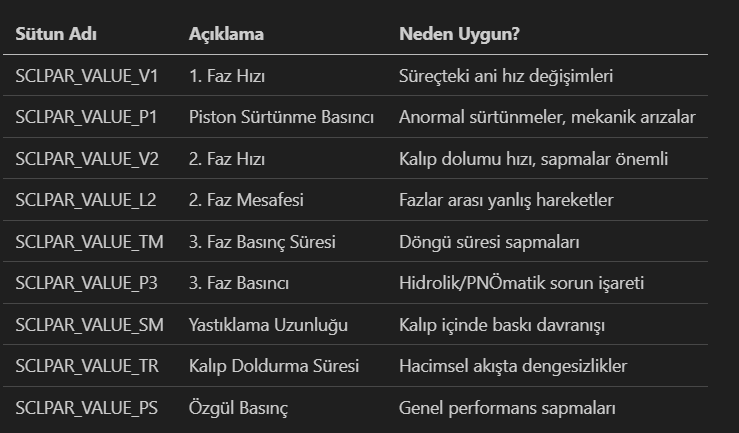 Sütun Adı Açıklama Neden Uygun?
SCLPAR_VALUE_V1 1. Faz Hızı Süreçteki ani hız değişimleri
SCLPAR_VALUE_P1 Piston Sürtünme Basıncı Anormal sürtünmeler, mekanik arızalar
SCLPAR_VALUE_V2 2. Faz Hızı Kalıp dolumu hızı, sapmalar önemli
SCLPAR_VALUE_L2 2. Faz Mesafesi Fazlar arası yanlış hareketler
SCLPAR_VALUE_TM 3. Faz Basınç Süresi Döngü süresi sapmaları
SCLPAR_VALUE_P3 3. Faz Basıncı Hidrolik/PNÖmatik sorun işareti
SCLPAR_VALUE_SM Yastıklama Uzunluğu Kalıp içinde baskı davranışı
SCLPAR_VALUE_TR Kalıp Doldurma Süresi Hacimsel akışta dengesizlikler
SCLPAR_VALUE_PS Özgül Basınç Genel performans sapmaları